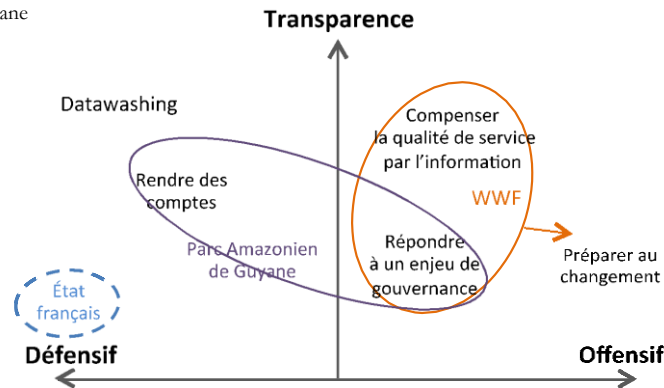 ane
Transparence
Datawashing
Compenser
la qualité de service
par l'information
Rendre des
comptes
WWF
Parc Amazonien
de Guyane
Répondre
à un enjeu de
gouvernance
Préparer au
changement
État
français
Défensif
Offensif